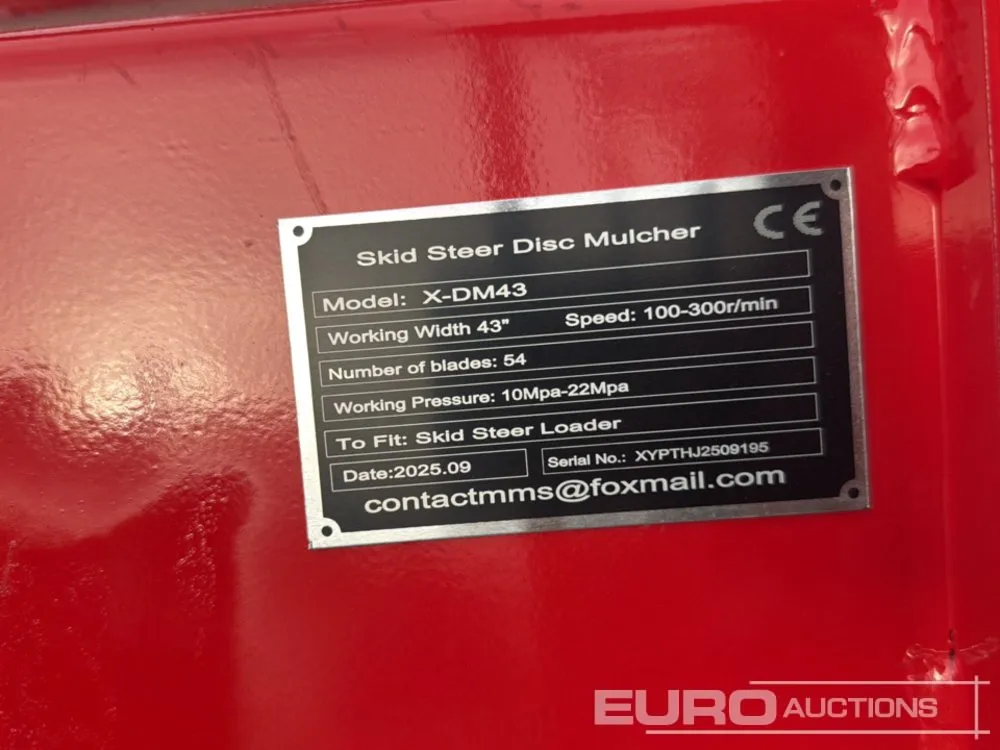 CE
Skid Steer Disc Mulcher
Model: X-DM43
Working Width 43" Speed: 100-300r/min
Number of blades: 54
Working Pressure: 10Mpa-22Mpa
To Fit: Skid Steer Loader
Date:2025.09 Serial No.: XYPTHJ2509195
contactmms@foxmail.com
EURO AUCTIONS